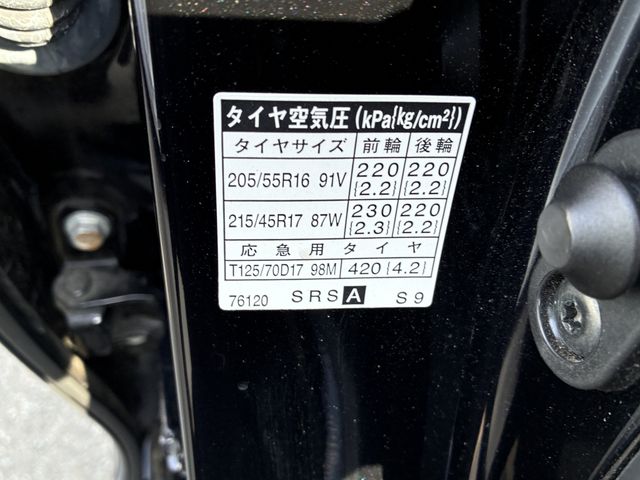 タイヤ空気圧(kPa{kg/cm²})
タイヤサイズ 前輪 後輪
205/55R16 91V 220 {2.2} 220 {2.2}
215/45R17 87W 230 {2.3} 220 {2.2}
応急用タイヤ
T125/70D17 98M 420{4.2}
76120 SRS A S9